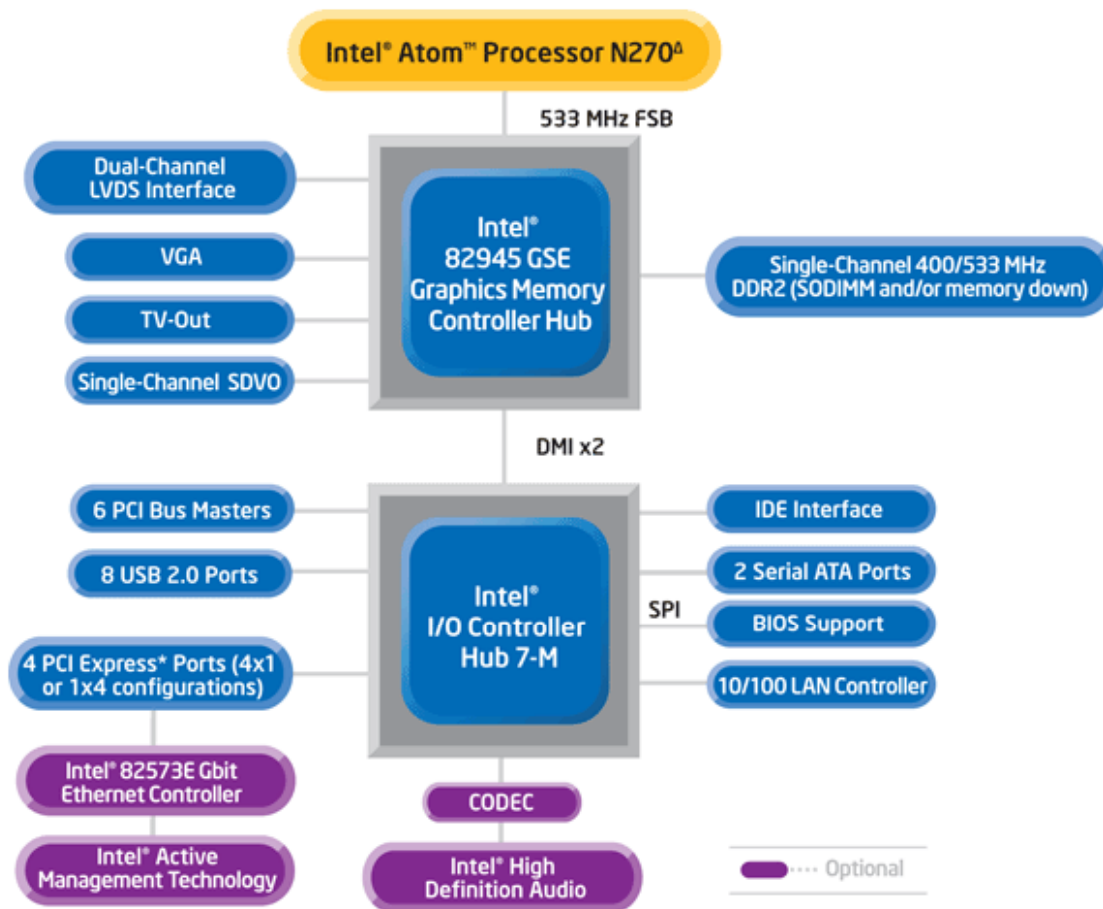 Intel® Atom™ Processor N270Δ
533 MHz FSB
Dual-Channel
LVDS Interface
VGA
TV-Out
Single-Channel SDVO
Intel®
82945 GSE
Graphics Memory
Controller Hub
Single-Channel 400/533 MHz
DDR2 (SODIMM and/or memory down)
DMI x2
6 PCI Bus Masters
8 USB 2.0 Ports
4 PCI Express* Ports (4x1
or 1x4 configurations)
Intel®
I/O Controller
Hub 7-M
IDE Interface
2 Serial ATA Ports
SPI
BIOS Support
10/100 LAN Controller
Intel® 82573E Gbit
Ethernet Controller
Intel® Active
Management Technology
CODEC
Intel® High
Definition Audio
Optional